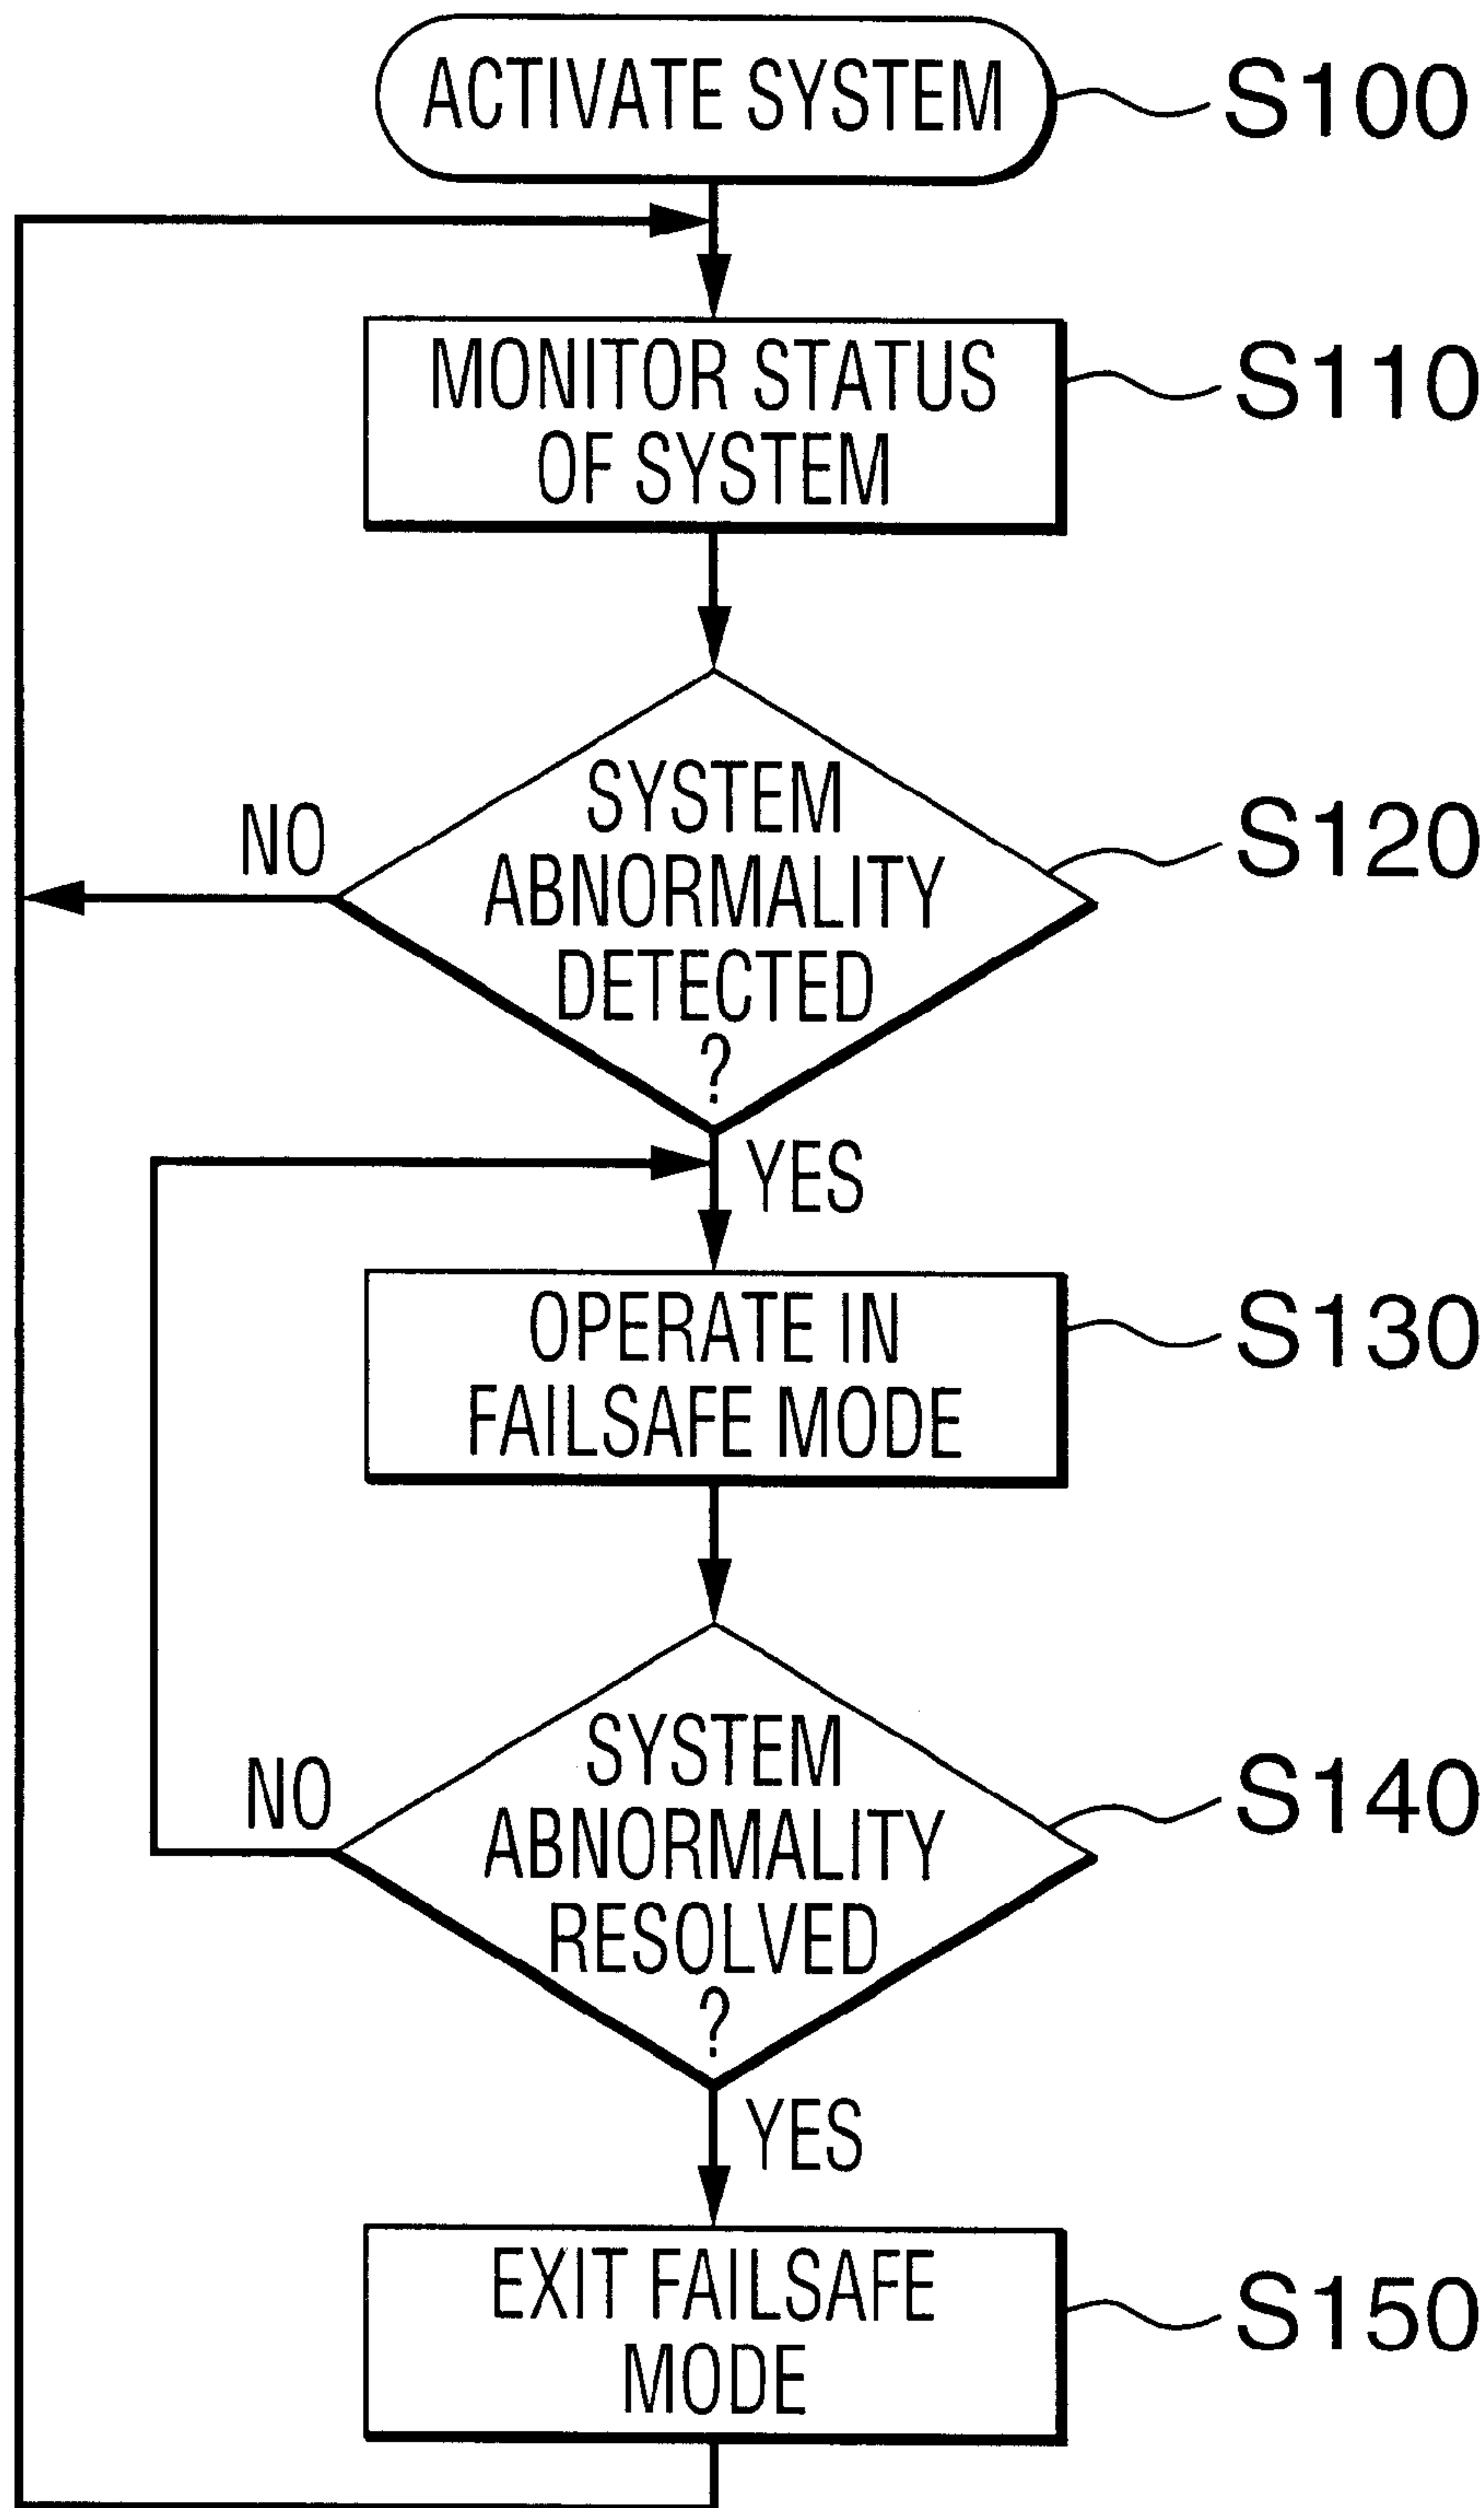 ACTIVATE SYSTEM
S100
MONITOR STATUS
OF SYSTEM
S110
SYSTEM
ABNORMALITY
DETECTED
?
NO
S120
YES
OPERATE IN
FAILSAFE MODE
S130
SYSTEM
ABNORMALITY
RESOLVED
?
NO
S140
YES
EXIT FAILSAFE
MODE
S150